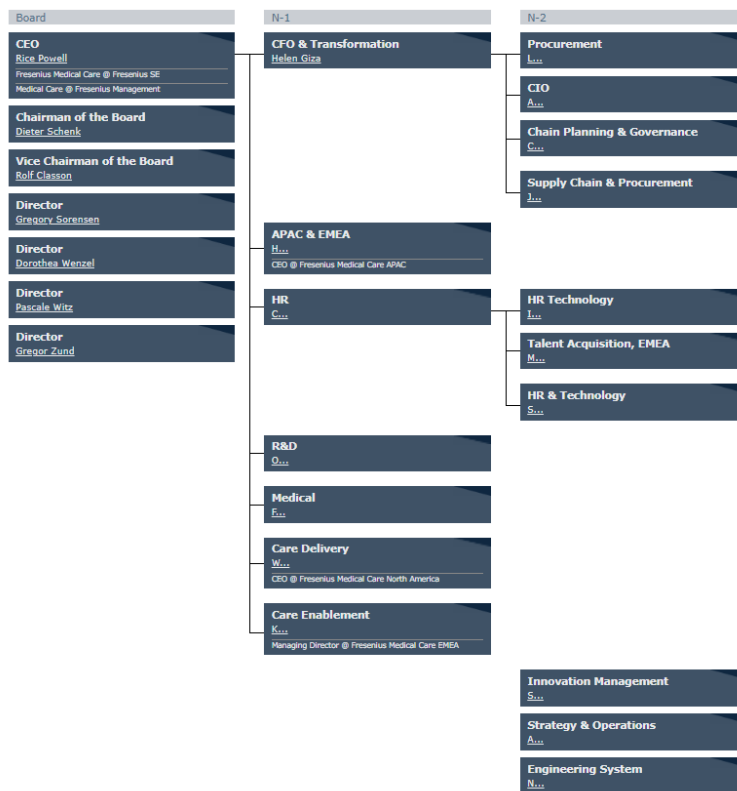 Board
CEO
Rice Powell
Fresenius Medical Care @ Fresenius SE
Medical Care @ Fresenius Management
Chairman of the Board
Dieter Schenk
Vice Chairman of the Board
Rolf Classon
Director
Gregory Sorensen
Director
Dorothea Wenzel
Director
Pascale Witz
Director
Gregor Zund
N-1
CFO & Transformation
Helen Giza
APAC & EMEA
H...
CEO @ Fresenius Medical Care APAC
HR
C...
R&D
O...
Medical
F...
Care Delivery
W...
CEO @ Fresenius Medical Care North America
Care Enablement
K...
Managing Director @ Fresenius Medical Care EMEA
N-2
Procurement
L...
CIO
A...
Chain Planning & Governance
C...
Supply Chain & Procurement
J...
HR Technology
I...
Talent Acquisition, EMEA
M...
HR & Technology
S...
Innovation Management
S...
Strategy & Operations
A...
Engineering System
N...